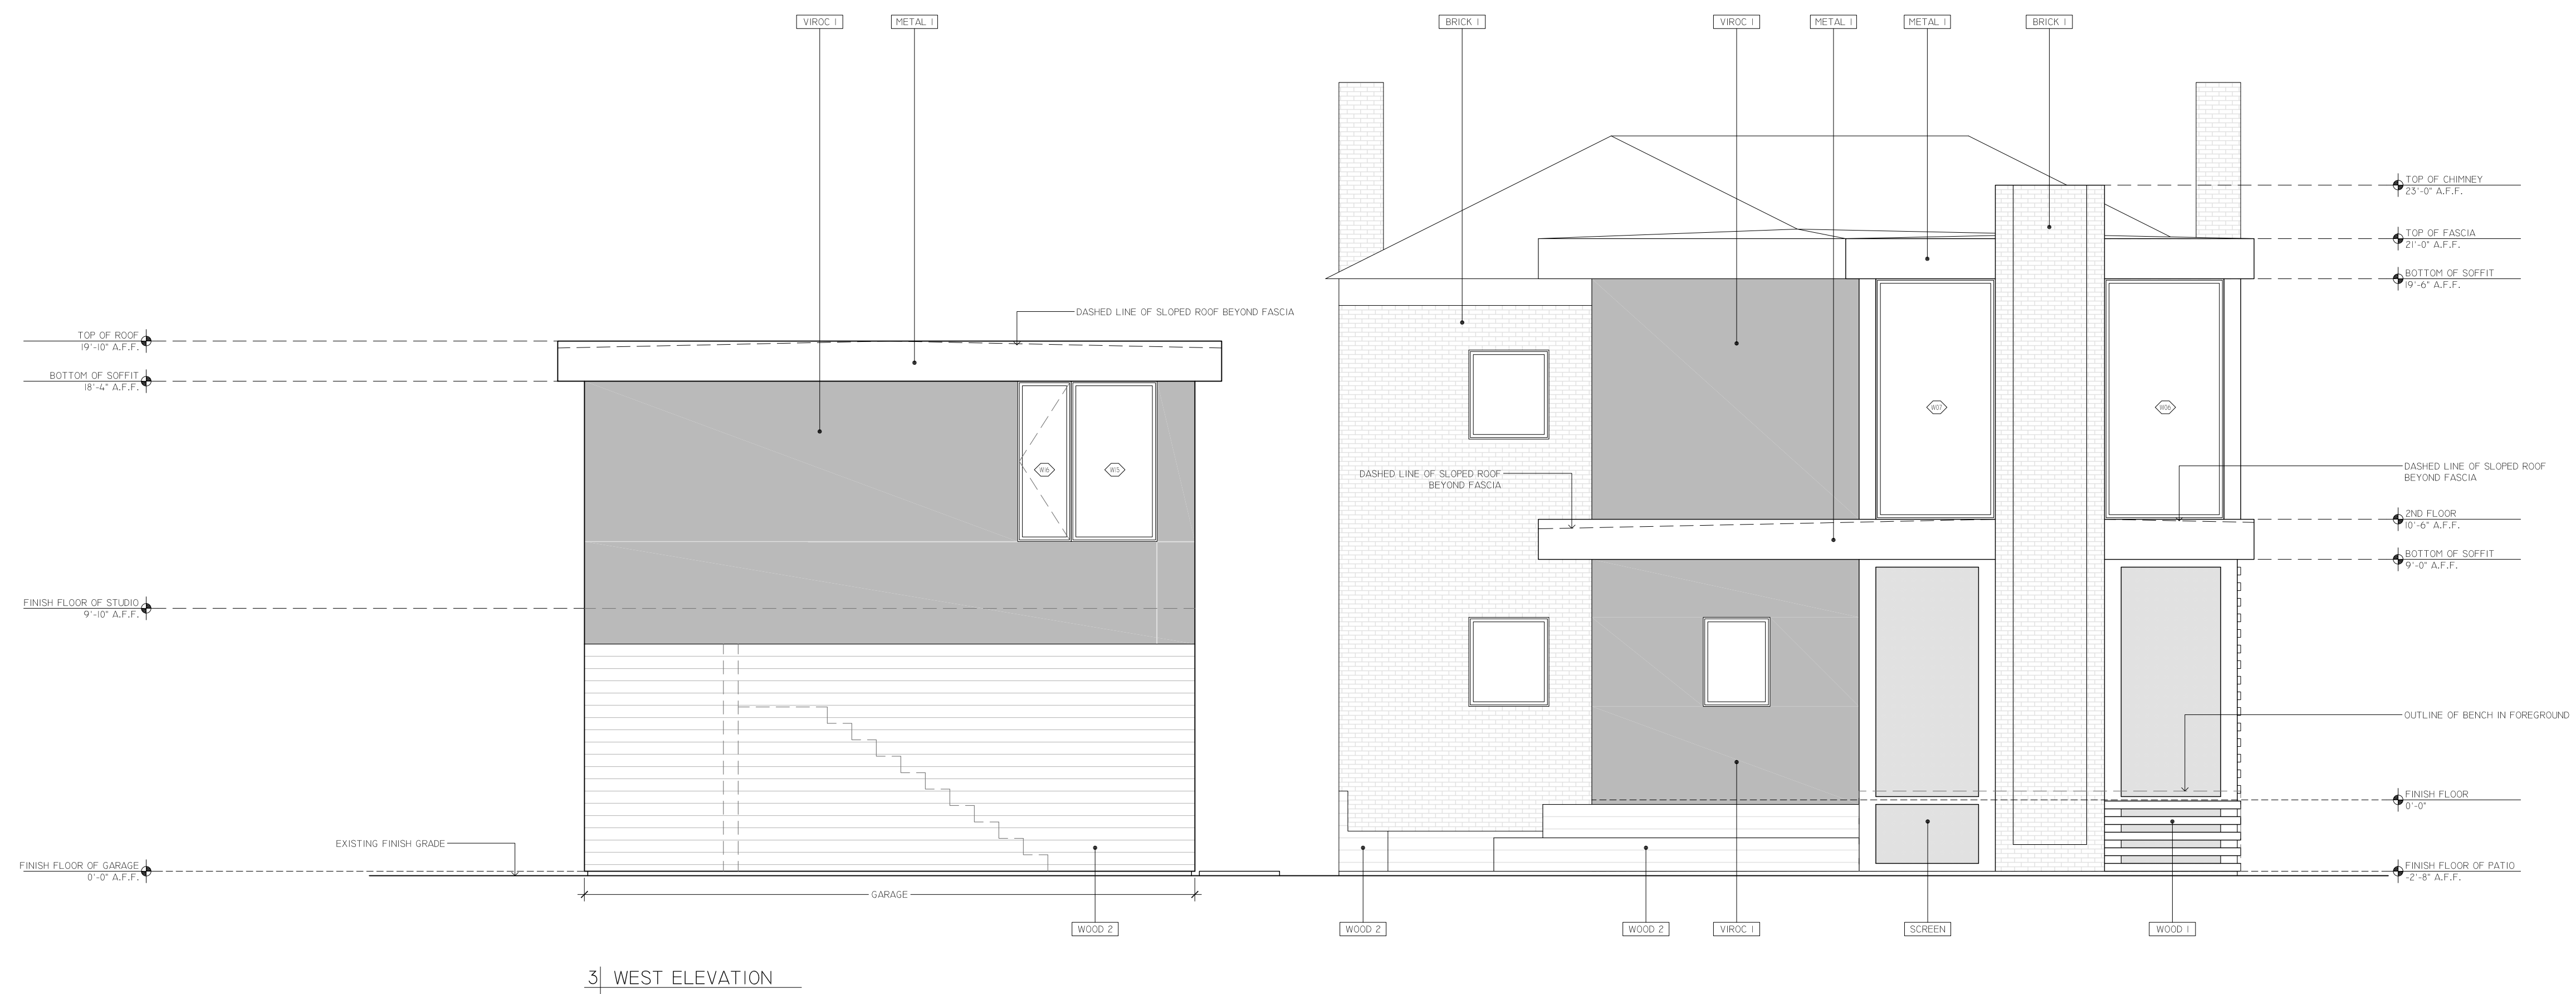 VIROC 1
METAL 1
BRICK 1
VIROC 1
METAL 1
METAL 1
BRICK 1
TOP OF CHIMNEY
23'-0" A.F.F.
TOP OF FASCIA
21'-0" A.F.F.
BOTTOM OF SOFFIT
19'-6" A.F.F.
DASHED LINE OF SLOPED ROOF BEYOND FASCIA
TOP OF ROOF
19'-10" A.F.F.
BOTTOM OF SOFFIT
18'-4" A.F.F.
W07
W06
W16
W15
DASHED LINE OF SLOPED ROOF
BEYOND FASCIA
DASHED LINE OF SLOPED ROOF
BEYOND FASCIA
2ND FLOOR
10'-6" A.F.F.
BOTTOM OF SOFFIT
9'-0" A.F.F.
FINISH FLOOR OF STUDIO
9'-10" A.F.F.
OUTLINE OF BENCH IN FOREGROUND
FINISH FLOOR
0'-0"
EXISTING FINISH GRADE
FINISH FLOOR OF GARAGE
0'-0" A.F.F.
FINISH FLOOR OF PATIO
-2'-8" A.F.F.
GARAGE
WOOD 2
WOOD 2
WOOD 2
VIROC 1
SCREEN
WOOD 1
3 WEST ELEVATION